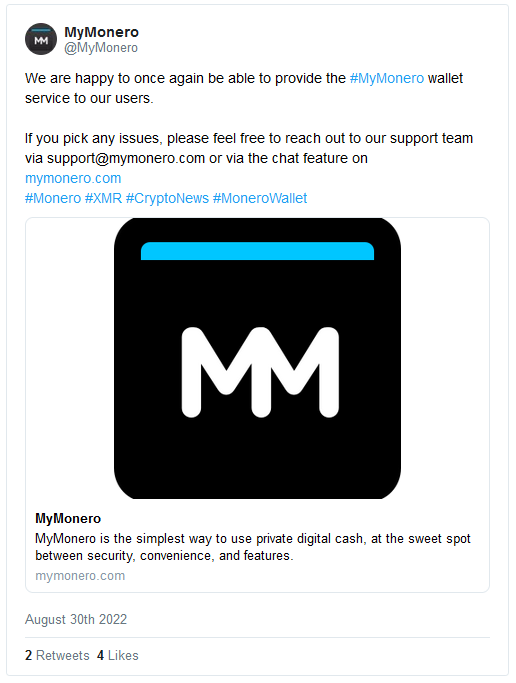 MyMonero
@MyMonero
We are happy to once again be able to provide the #MyMonero wallet
service to our users.
If you pick any issues, please feel free to reach out to our support team
via support@mymonero.com or via the chat feature on
mymonero.com
#Monero #XMR #CryptoNews #MoneroWallet
MM
MyMonero
MyMonero is the simplest way to use private digital cash, at the sweet spot
between security, convenience, and features.
mymonero.com
August 30th 2022
2 Retweets 4 Likes